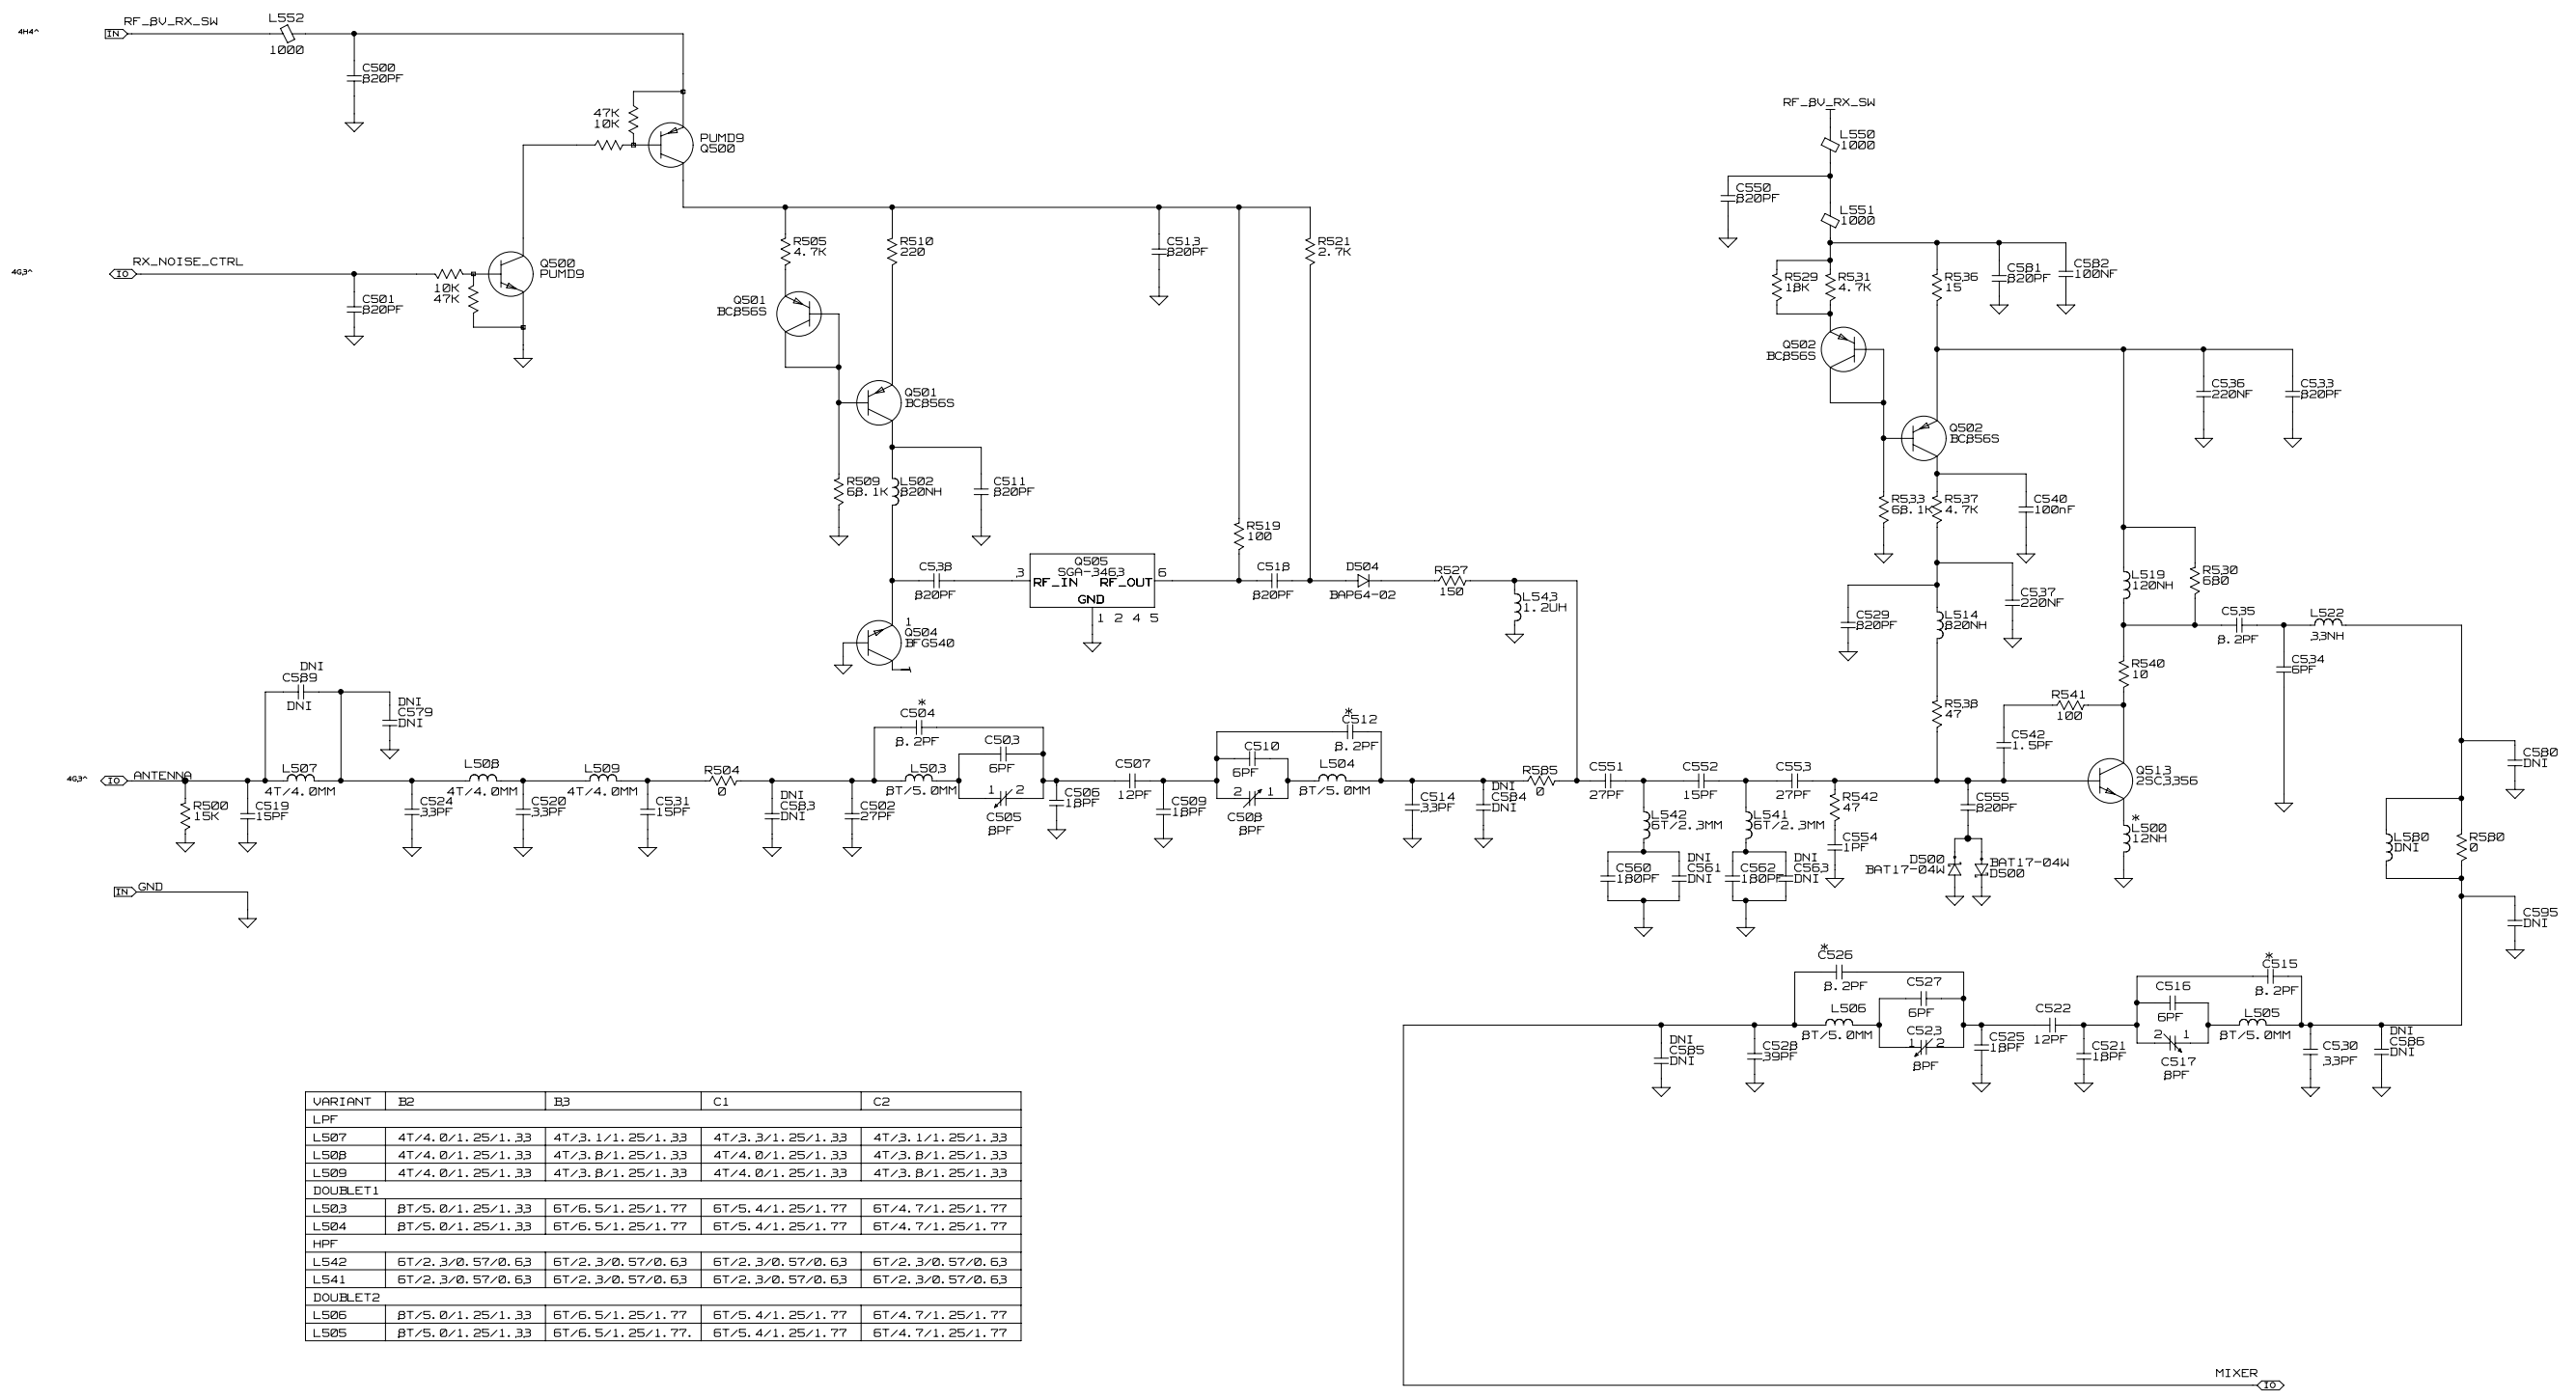 RF_8V_RX_SW
L552
1000
4H4^
IN
C500
820PF
47K
10K
PUMD9
Q500
4G3^
IO
RX_NOISE_CTRL
C501
820PF
10K
47K
Q500
PUMD9
R505
4.7K
R510
220
C513
820PF
R521
2.7K
Q501
BC856S
Q501
BC856S
R509
68.1K
L502
820NH
C511
820PF
R519
100
C538
820PF
Q505
SGA-3463
3
RF_IN RF_OUT
6
GND
1 2 4 5
C518
820PF
D504
BAP64-02
R527
150
L543
1.2UH
1
Q504
BFG540
RF_8V_RX_SW
L550
1000
C550
820PF
L551
1000
R529
18K
R531
4.7K
R536
15
C581
820PF
C582
100NF
Q502
BC856S
Q502
BC856S
C536
220NF
C533
820PF
R533
68.1K
R537
4.7K
C540
100nF
C529
820PF
L514
820NH
C537
220NF
L519
120NH
R530
680
C535
8.2PF
L522
33NH
C534
6PF
R540
10
R538
47
R541
100
C542
1.5PF
DNI
C589
DNI
DNI
C579
DNI
4G3^
IO
ANTENNA
L507
4T/4.0MM
L508
4T/4.0MM
L509
4T/4.0MM
R504
0
R500
15K
C519
15PF
C524
33PF
C520
33PF
C531
15PF
DNI
C583
DNI
C502
27PF
*
C504
8.2PF
L503
8T/5.0MM
C503
6PF
1 2
C505
8PF
C506
18PF
C507
12PF
C509
18PF
C510
6PF
2 1
C508
8PF
*
C512
8.2PF
L504
8T/5.0MM
C514
33PF
DNI
C584
DNI
R585
0
C551
27PF
C552
15PF
C553
27PF
L542
6T/2.3MM
L541
6T/2.3MM
C560
180PF
DNI
C561
DNI
C562
180PF
DNI
C563
DNI
R542
47
C554
1PF
C555
820PF
D500
BAT17-04W
BAT17-04W
D500
Q513
2SC3356
*
L500
12NH
C580
DNI
L580
DNI
R580
0
C595
DNI
IN
GND
*
C526
8.2PF
L506
8T/5.0MM
C527
6PF
C523
1 2
8PF
DNI
C585
DNI
C528
39PF
C525
18PF
C522
12PF
C521
18PF
C516
6PF
2 1
C517
8PF
*
C515
8.2PF
L505
8T/5.0MM
C530
33PF
DNI
C586
DNI
VARIANT B2 B3 C1 C2
LPF
L507 4T/4.0/1.25/1.33 4T/3.1/1.25/1.33 4T/3.3/1.25/1.33 4T/3.1/1.25/1.33
L508 4T/4.0/1.25/1.33 4T/3.8/1.25/1.33 4T/4.0/1.25/1.33 4T/3.8/1.25/1.33
L509 4T/4.0/1.25/1.33 4T/3.8/1.25/1.33 4T/4.0/1.25/1.33 4T/3.8/1.25/1.33
DOUBLET1
L503 8T/5.0/1.25/1.33 6T/6.5/1.25/1.77 6T/5.4/1.25/1.77 6T/4.7/1.25/1.77
L504 8T/5.0/1.25/1.33 6T/6.5/1.25/1.77 6T/5.4/1.25/1.77 6T/4.7/1.25/1.77
HPF
L542 6T/2.3/0.57/0.63 6T/2.3/0.57/0.63 6T/2.3/0.57/0.63 6T/2.3/0.57/0.63
L541 6T/2.3/0.57/0.63 6T/2.3/0.57/0.63 6T/2.3/0.57/0.63 6T/2.3/0.57/0.63
DOUBLET2
L506 8T/5.0/1.25/1.33 6T/6.5/1.25/1.77 6T/5.4/1.25/1.77 6T/4.7/1.25/1.77
L505 8T/5.0/1.25/1.33 6T/6.5/1.25/1.77. 6T/5.4/1.25/1.77 6T/4.7/1.25/1.77
MIXER
IO